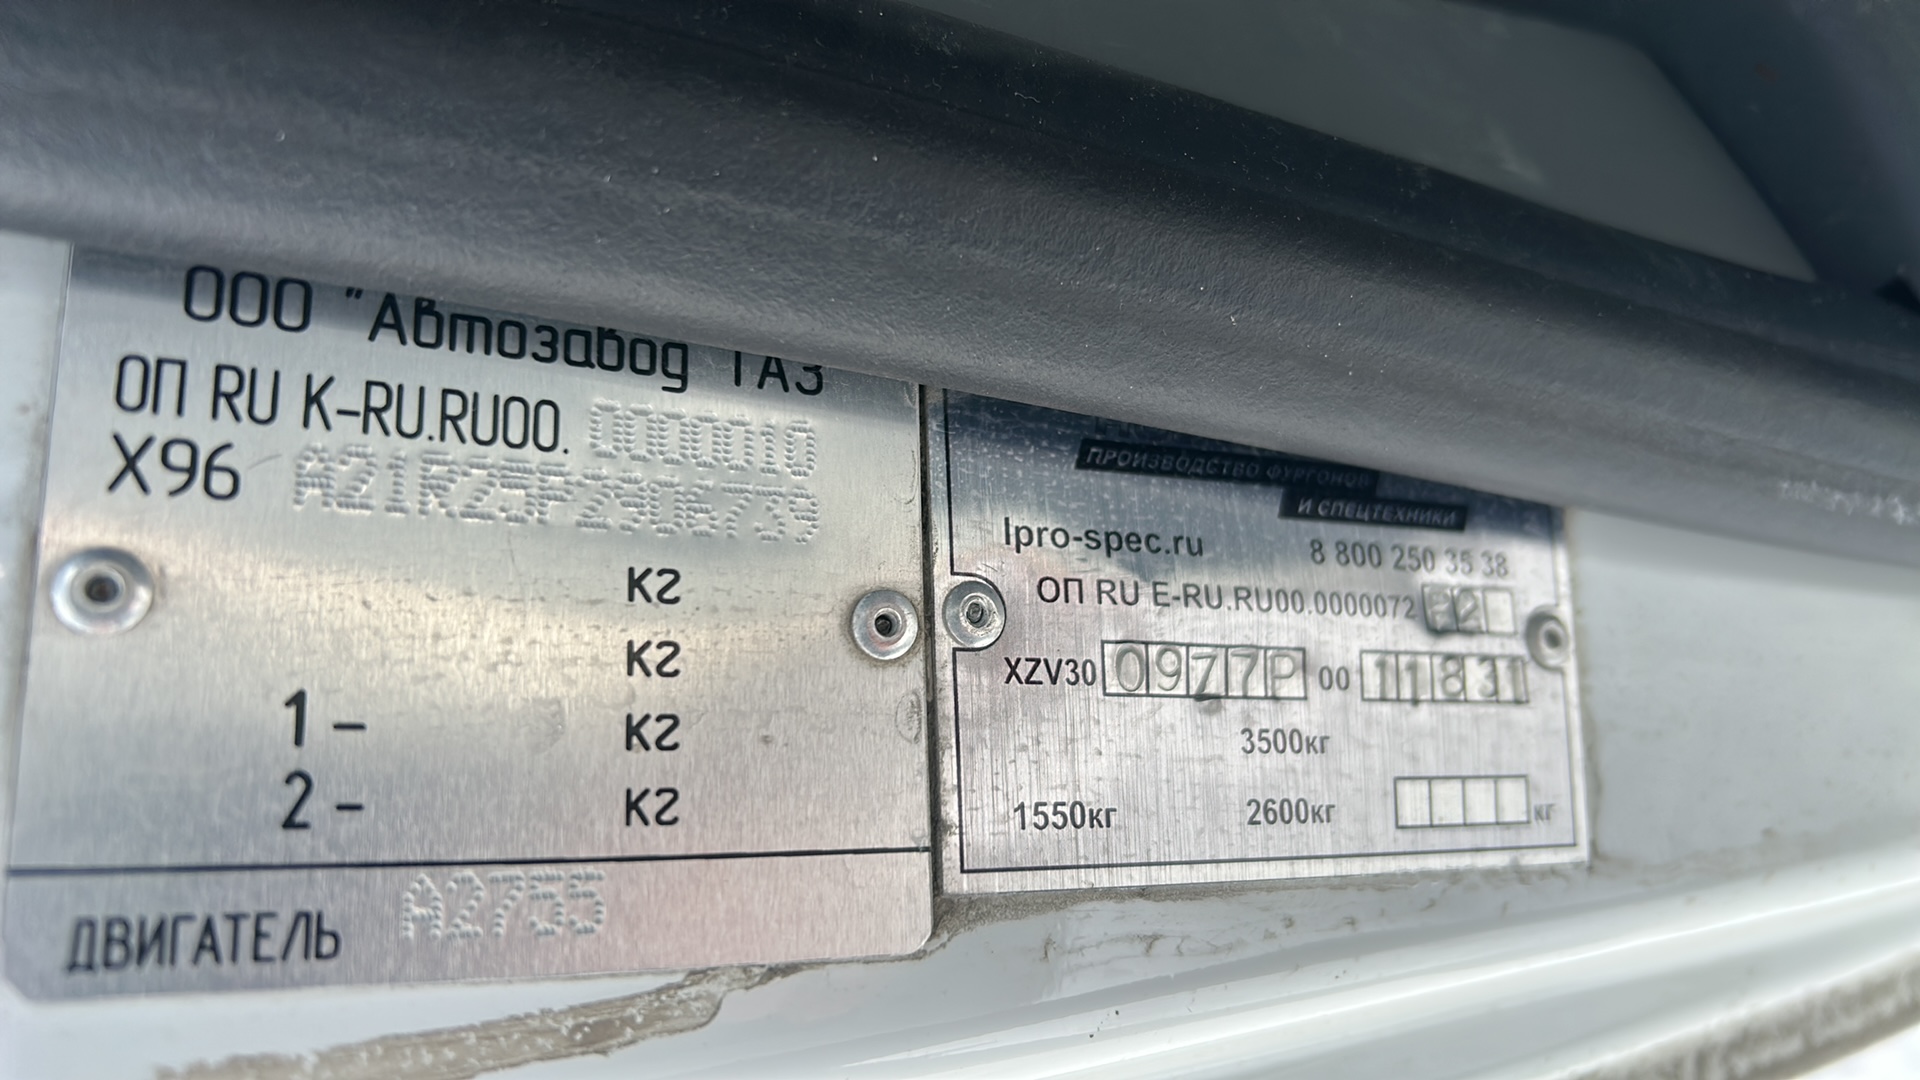 ООО "Автозавод ГАЗ
ОП RU К-RU.RU00. 0000010
X96 A21R25P2906739
кг
кг
1 - кг
2 - кг
ДВИГАТЕЛЬ A2755
ПРОИЗВОДСТВО ФУРГОНОВ
И СПЕЦТЕХНИКИ
lpro-spec.ru 8 800 250 35 38
ОП RU Е-RU.RU00.0000072
XZV30 09Z7P 00 11831
3500кг
1550кг 2600кг кг